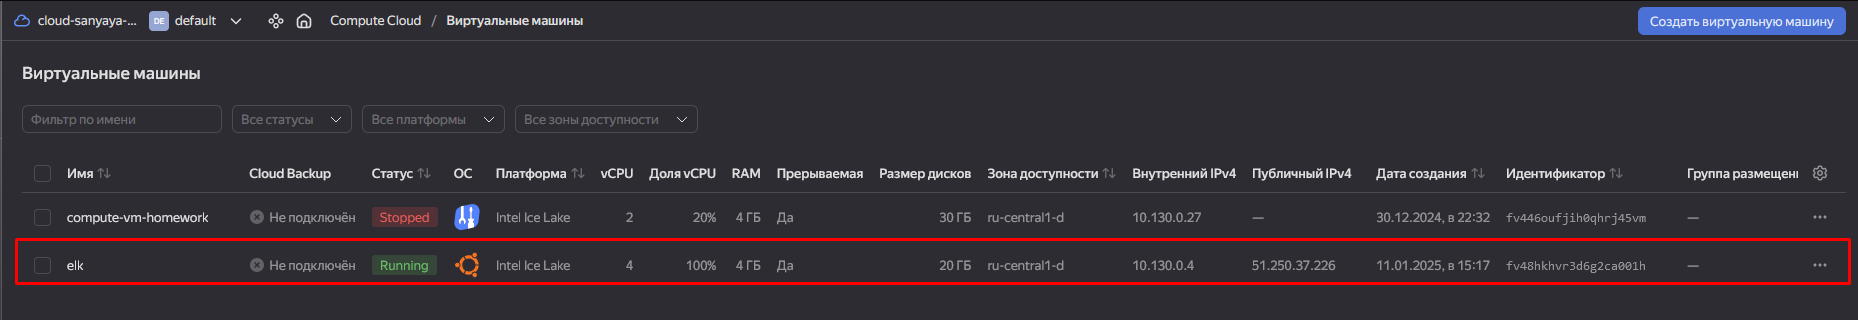 cloud-sanyaya-... DE default Compute Cloud / Виртуальные машины Создать виртуальную машину
Виртуальные машины
Фильтр по имени Все статусы Все платформы Все зоны доступности
Имя Cloud Backup Статус ОС Платформа vCPU Доля vCPU RAM Прерываемая Размер дисков Зона доступности Внутренний IPv4 Публичный IPv4 Дата создания Идентификатор Группа размещени
compute-vm-homework Не подключён Stopped Intel Ice Lake 2 20% 4 ГБ Да 30 ГБ ru-central1-d 10.130.0.27 — 30.12.2024, в 22:32 fv446oufjih0qhrj45vm —
elk Не подключён Running Intel Ice Lake 4 100% 4 ГБ Да 20 ГБ ru-central1-d 10.130.0.4 51.250.37.226 11.01.2025, в 15:17 fv48hkhvr3d6g2ca001h —